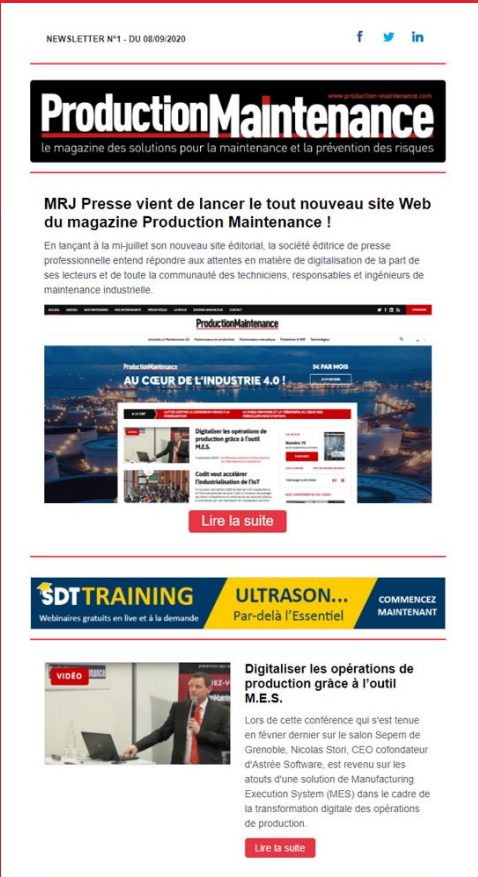 NEWSLETTER N°1 - DU 08/09/2020
www.production-maintenance.com
ProductionMaintenance
le magazine des solutions pour la maintenance et la prévention des risques
MRJ Presse vient de lancer le tout nouveau site Web
du magazine Production Maintenance !
En lançant à la mi-juillet son nouveau site éditorial, la société éditrice de presse
professionnelle entend répondre aux attentes en matière de digitalisation de la part de
ses lecteurs et de toute la communauté des techniciens, responsables et ingénieurs de
maintenance industrielle.
ProductionMaintenance
ProductionMaintenance
AU CŒUR DE L'INDUSTRIE 4.0 !
5€ PAR MOIS
Digitaliser les opérations de
production grâce à l'outil
M.E.S.
Codit veut accélérer
l'industrialisation de l'IoT
Lire la suite
SDT TRAINING
Webinaires gratuits en live et à la demande
ULTRASON...
Par-delà l'Essentiel
COMMENCEZ
MAINTENANT
VIDÉO
Digitaliser les opérations de
production grâce à l'outil
M.E.S.
Lors de cette conférence qui s'est tenue
en février dernier sur le salon Sepem de
Grenoble, Nicolas Stori, CEO cofondateur
d'Astrée Software, est revenu sur les
atouts d'une solution de Manufacturing
Execution System (MES) dans le cadre de
la transformation digitale des opérations
de production.
Lire la suite